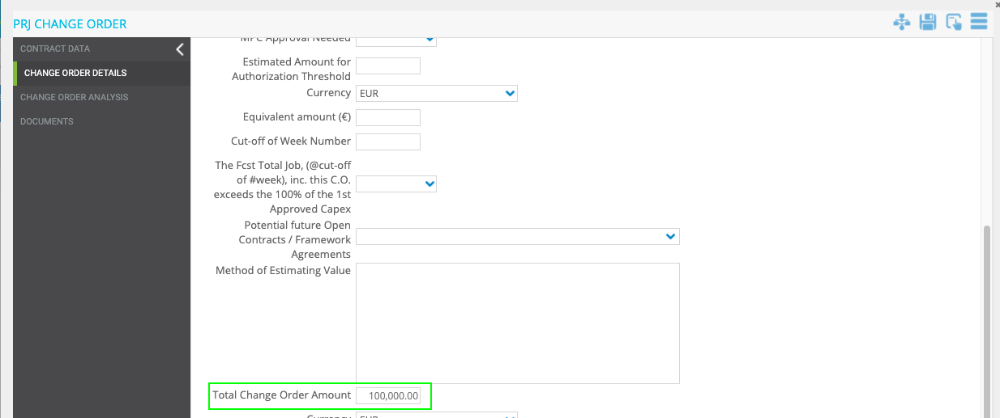 PRJ CHANGE ORDER
CONTRACT DATA
CHANGE ORDER DETAILS
CHANGE ORDER ANALYSIS
DOCUMENTS
MPC Approval Needed
Estimated Amount for
Authorization Threshold
Currency EUR
Equivalent amount (€)
Cut-off of Week Number
The Fcst Total Job, (@cut-off
of #week), inc. this C.O.
exceeds the 100% of the 1st
Approved Capex
Potential future Open
Contracts / Framework
Agreements
Method of Estimating Value
Total Change Order Amount 100,000.00
Currency EUR